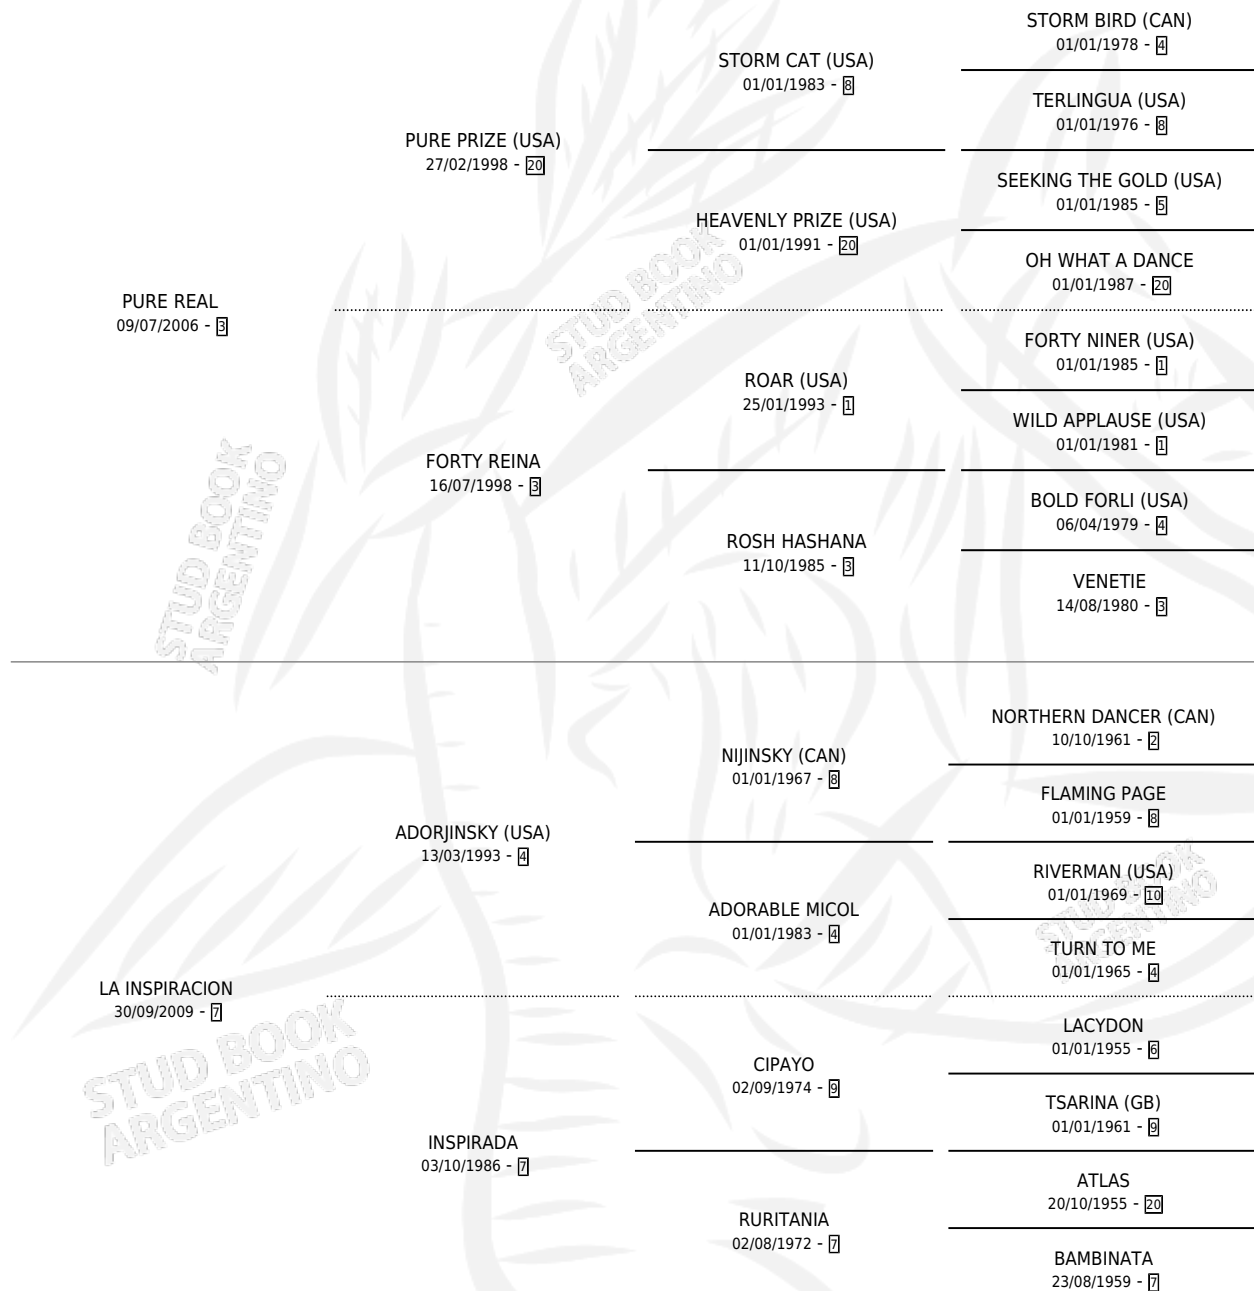 STORM BIRD (CAN)
01/01/1978 - 4
STORM CAT (USA)
01/01/1983 - 8
TERLINGUA (USA)
01/01/1976 - 8
PURE PRIZE (USA)
27/02/1998 - 20
SEEKING THE GOLD (USA)
01/01/1985 - 5
HEAVENLY PRIZE (USA)
01/01/1991 - 20
OH WHAT A DANCE
01/01/1987 - 20
PURE REAL
09/07/2006 - 3
STUD BOOK
ARGENTINO
FORTY NINER (USA)
01/01/1985 - 1
ROAR (USA)
25/01/1993 - 1
WILD APPLAUSE (USA)
01/01/1981 - 1
FORTY REINA
16/07/1998 - 3
BOLD FORLI (USA)
06/04/1979 - 4
ROSH HASHANA
11/10/1985 - 3
VENETIE
14/08/1980 - 3
STUD BOOK
ARGENTINO
NORTHERN DANCER (CAN)
10/10/1961 - 2
NIJINSKY (CAN)
01/01/1967 - 8
FLAMING PAGE
01/01/1959 - 8
ADORJINSKY (USA)
13/03/1993 - 4
RIVERMAN (USA)
01/01/1969 - 10
STUD BOOK
ARGENTINO
ADORABLE MICOL
01/01/1983 - 4
TURN TO ME
01/01/1965 - 4
LA INSPIRACION
30/09/2009 - 7
STUD BOOK
ARGENTINO
LACYDON
01/01/1955 - 6
CIPAYO
02/09/1974 - 9
TSARINA (GB)
01/01/1961 - 9
INSPIRADA
03/10/1986 - 7
ATLAS
20/10/1955 - 20
RURITANIA
02/08/1972 - 7
BAMBINATA
23/08/1959 - 7